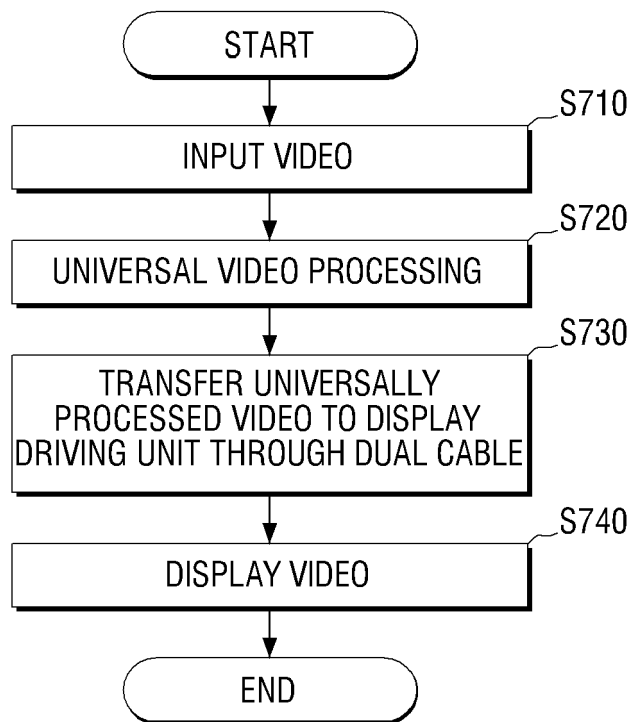 START
S710
INPUT VIDEO
S720
UNIVERSAL VIDEO PROCESSING
S730
TRANSFER UNIVERSALLY
PROCESSED VIDEO TO DISPLAY
DRIVING UNIT THROUGH DUAL CABLE
S740
DISPLAY VIDEO
END